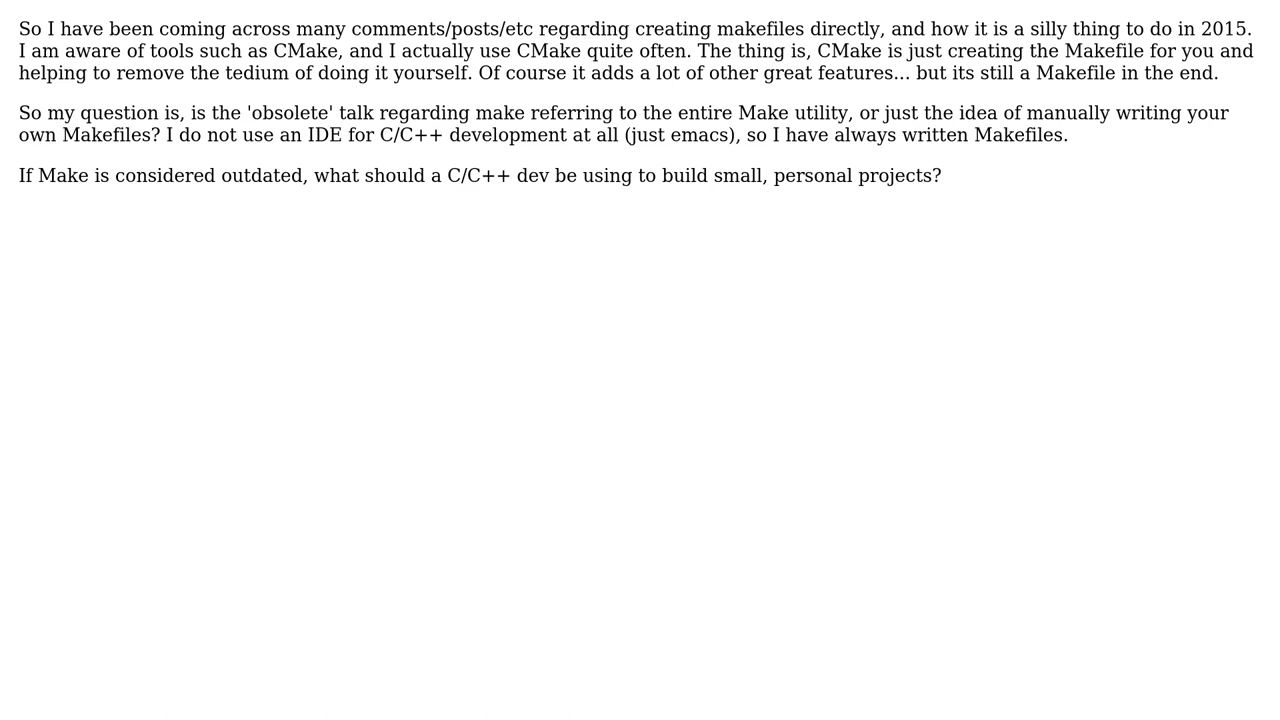 So I have been coming across many comments/posts/etc regarding creating makefiles directly, and how it is a silly thing to do in 2015.
I am aware of tools such as CMake, and I actually use CMake quite often. The thing is, CMake is just creating the Makefile for you and
helping to remove the tedium of doing it yourself. Of course it adds a lot of other great features... but its still a Makefile in the end.
So my question is, is the 'obsolete' talk regarding make referring to the entire Make utility, or just the idea of manually writing your
own Makefiles? I do not use an IDE for C/C++ development at all (just emacs), so I have always written Makefiles.
If Make is considered outdated, what should a C/C++ dev be using to build small, personal projects?